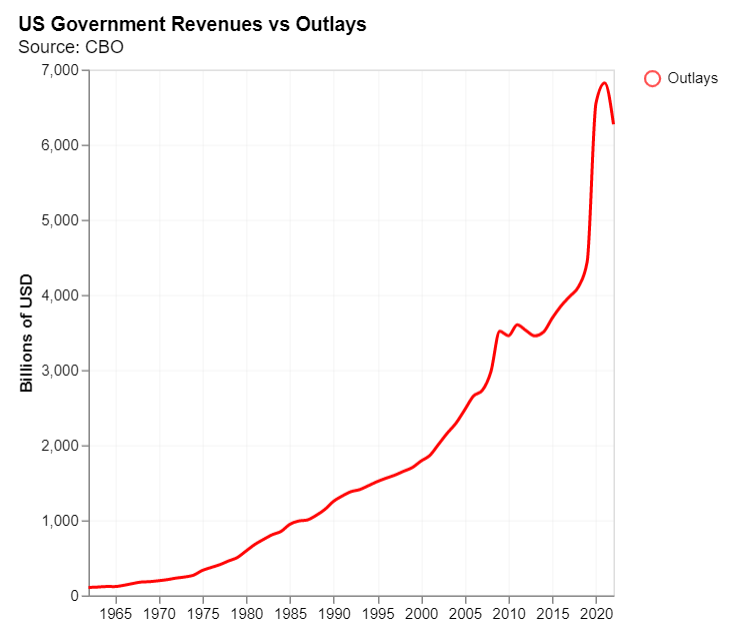 US Government Revenues vs Outlays
Source: CBO
Outlays
Billions of USD
7,000
6,000
5,000
4,000
3,000
2,000
1,000
0
1965 1970 1975 1980 1985 1990 1995 2000 2005 2010 2015 2020